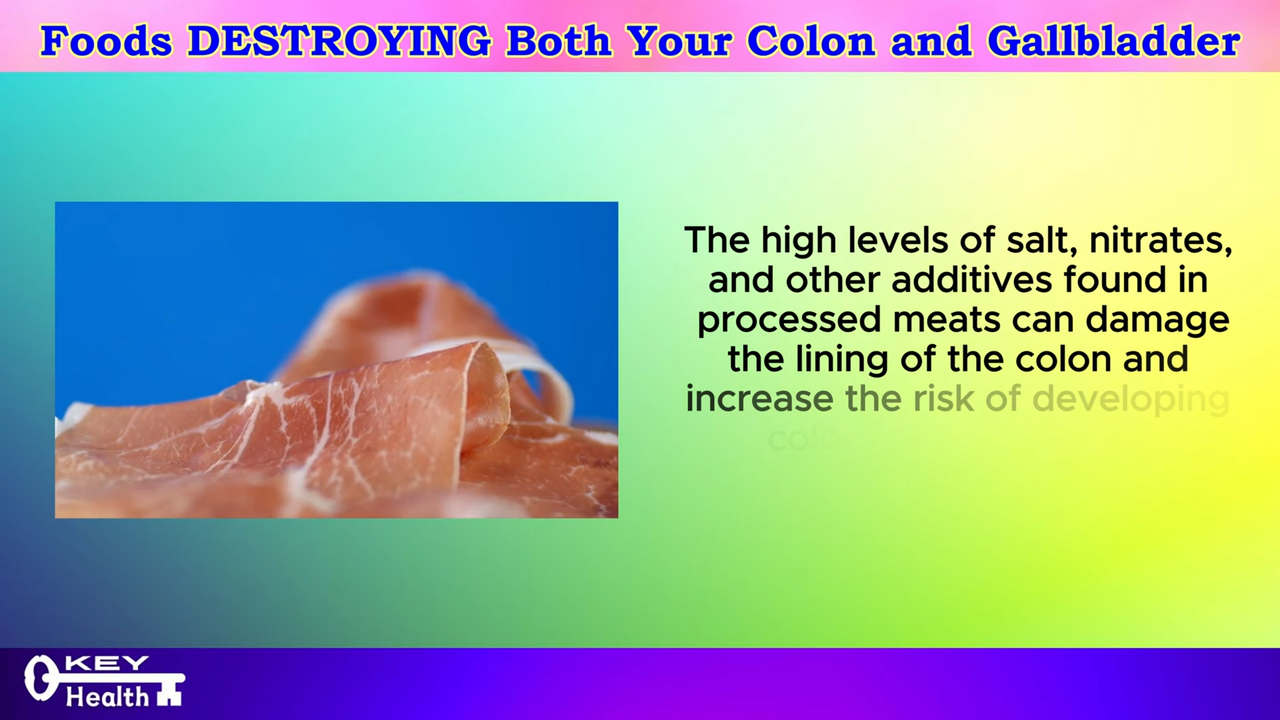 Foods DESTROYING Both Your Colon and Gallbladder
The high levels of salt, nitrates,
and other additives found in
processed meats can damage
the lining of the colon and
increase the risk of developing
KEY
Health